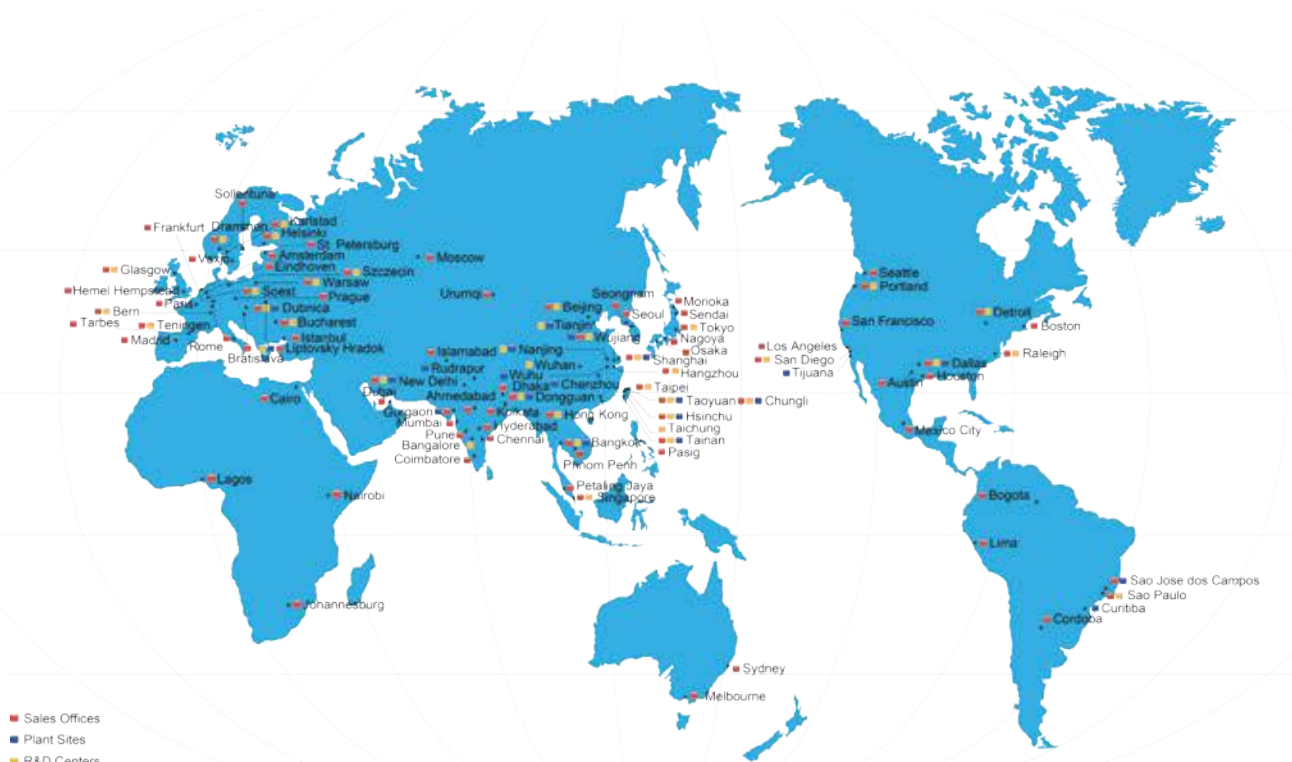 Sollentuna
Frankfurt
Drammen
Karlstad
Helsinki
St. Petersburg
Vaxjo
Amsterdam
Eindhoven
Moscow
Glasgow
Szczecin
Warsaw
Hemel Hempstead
Soest
Prague
Paris
Dubnica
Bern
Bucharest
Tarbes
Teningen
Istanbul
Madrid
Rome
Liptovsky Hradok
Bratislava
Urumqi
Beijing
Seongnam
Seoul
Morioka
Sendai
Tianjin
Tokyo
Wujiang
Nagoya
Osaka
Islamabad
Nanjing
Shanghai
Rudrapur
Wuhan
Hangzhou
Wuhu
New Delhi
Dhaka
Chenzhou
Taipei
Dubai
Ahmedabad
Dongguan
Taoyuan
Chungli
Cairo
Gurgaon
Kolkata
Hong Kong
Hsinchu
Mumbai
Hyderabad
Taichung
Pune
Chennai
Bangkok
Tainan
Bangalore
Pasig
Coimbatore
Phnom Penh
Petaling Jaya
Singapore
Lagos
Nairobi
Johannesburg
Sydney
Melbourne
Seattle
Portland
Detroit
San Francisco
Boston
Los Angeles
Raleigh
San Diego
Dallas
Tijuana
Houston
Austin
Mexico City
Bogota
Lima
Sao Jose dos Campos
Sao Paulo
Curitiba
Cordoba
Sales Offices
Plant Sites
R&D Centers